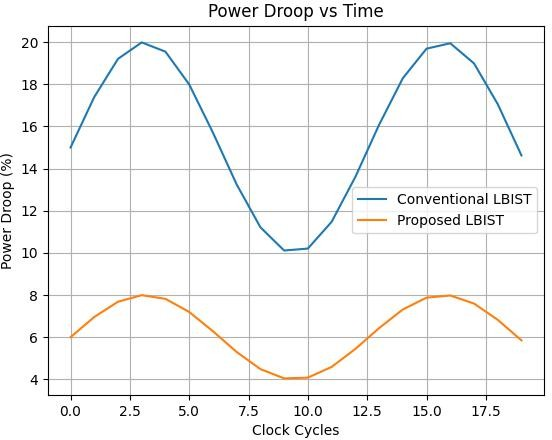 Power Droop vs Time
Power Droop (%)
20
18
16
14
12
10
8
6
4
Conventional LBIST
Proposed LBIST
0.0 2.5 5.0 7.5 10.0 12.5 15.0 17.5
Clock Cycles